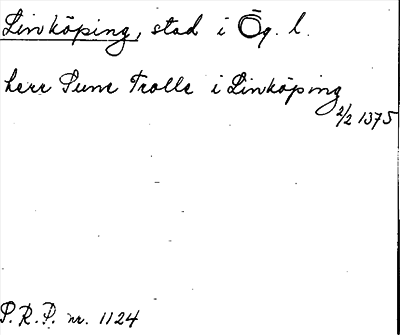 Linköping, stad i Ög. l.
herr Sune Trolle i Linköping
2/2 1375
P.R.P. nr. 1124